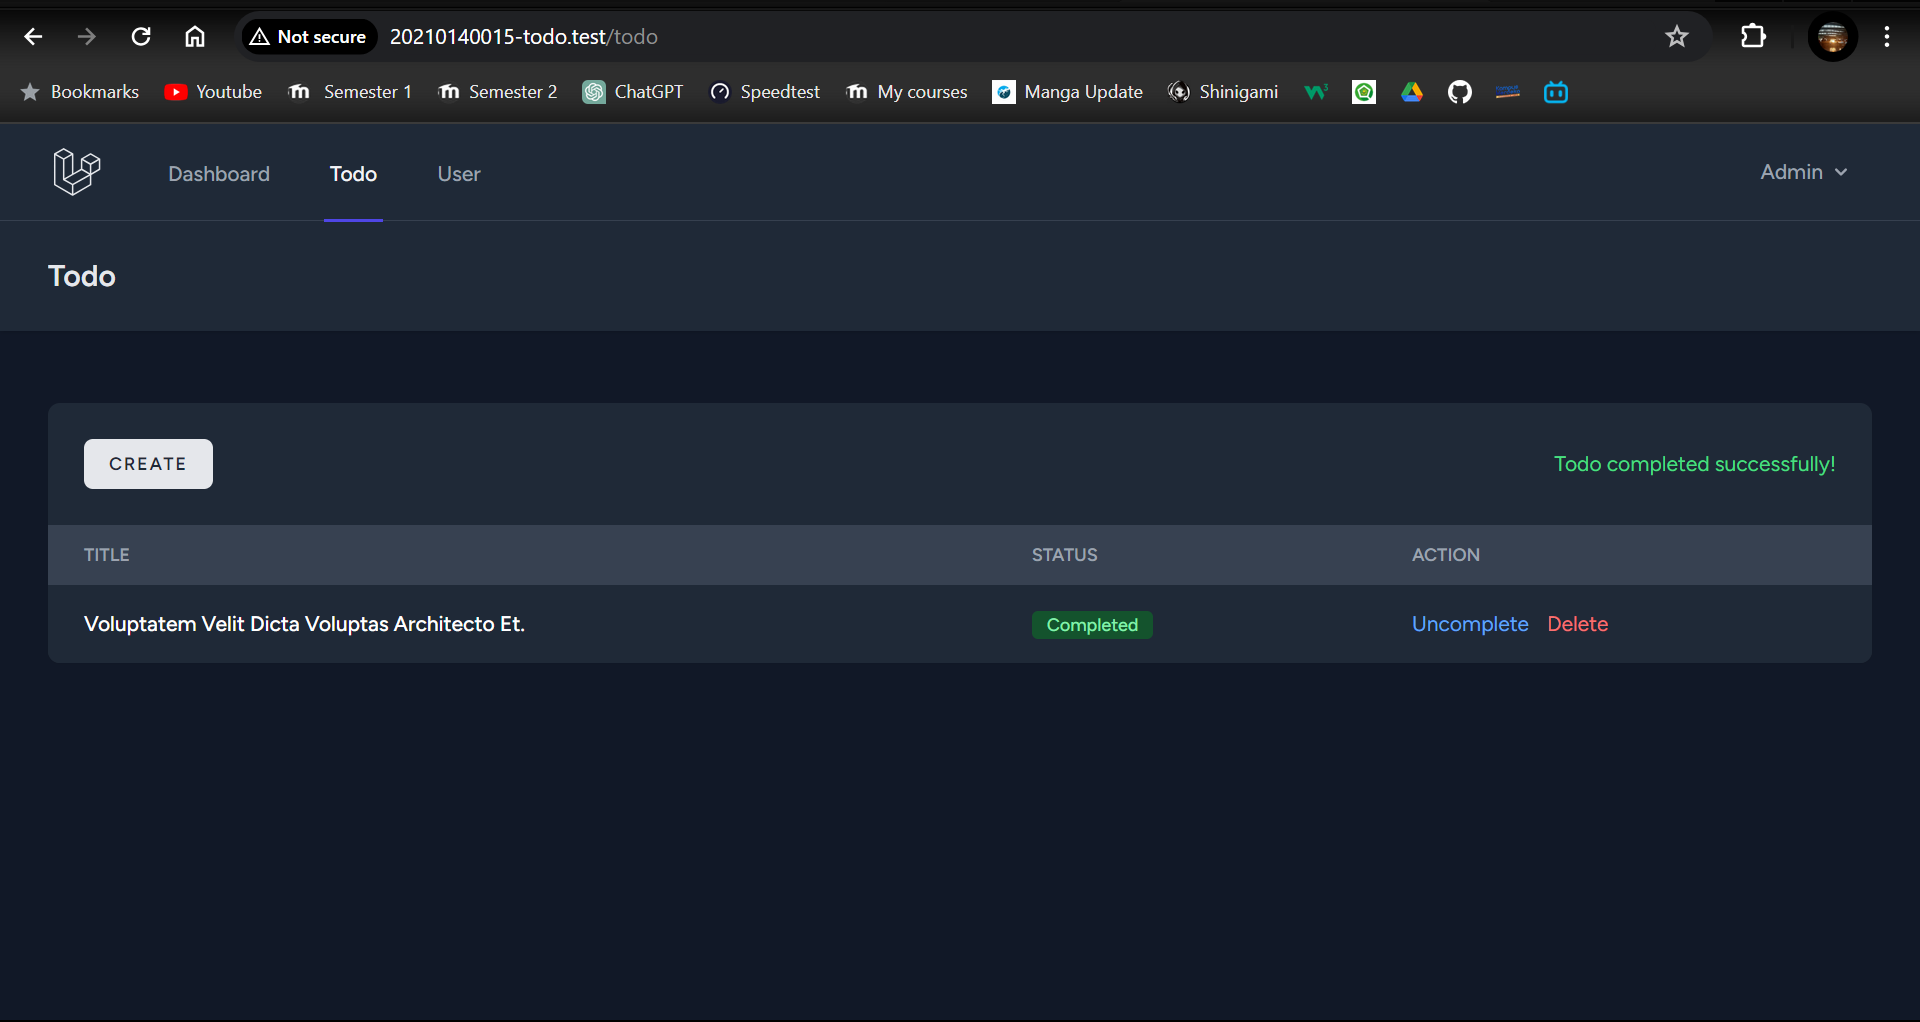 Not secure 20210140015-todo.test/todo
Bookmarks Youtube Semester 1 Semester 2 ChatGPT Speedtest My courses Manga Update Shinigami
Dashboard Todo User Admin
Todo
CREATE Todo completed successfully!
TITLE STATUS ACTION
Voluptatem Velit Dicta Voluptas Architecto Et. Completed Uncomplete Delete